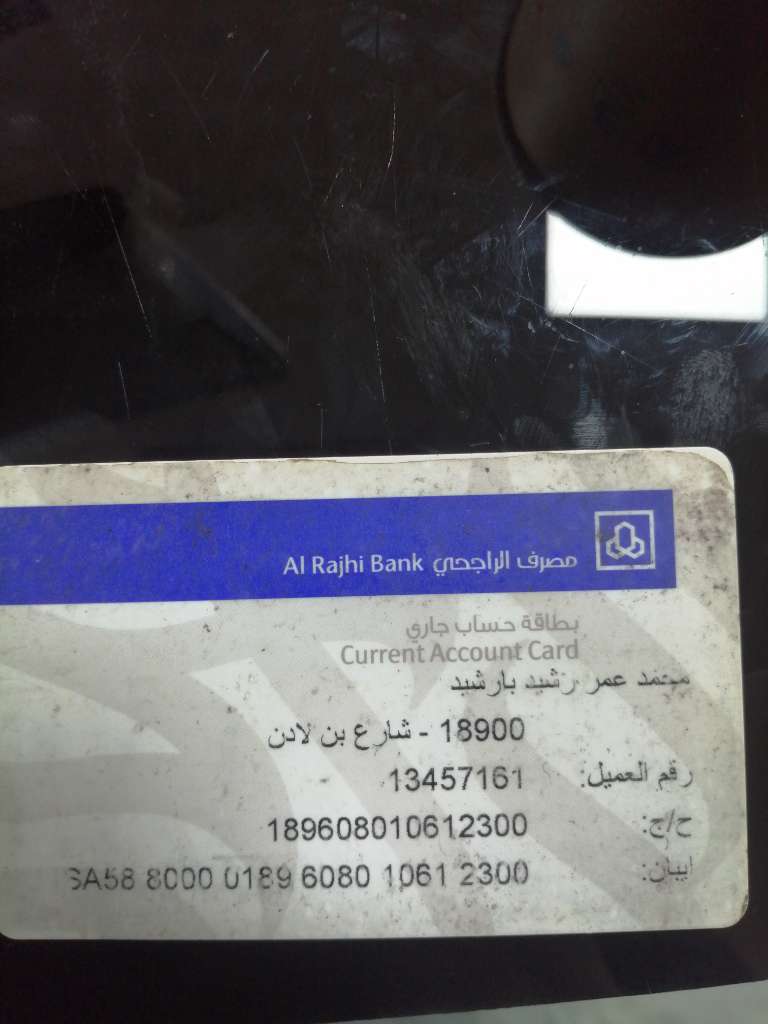 مصرف الراجحي Al Rajhi Bank
بطاقة حساب جاري
Current Account Card
محمد عمر رشيد بارشيد
18900 - شارع بن لادن
رقم العميل: 13457161
ح/ج: 189608010612300
ايبان: SA58 8000 0189 6080 1061 2300